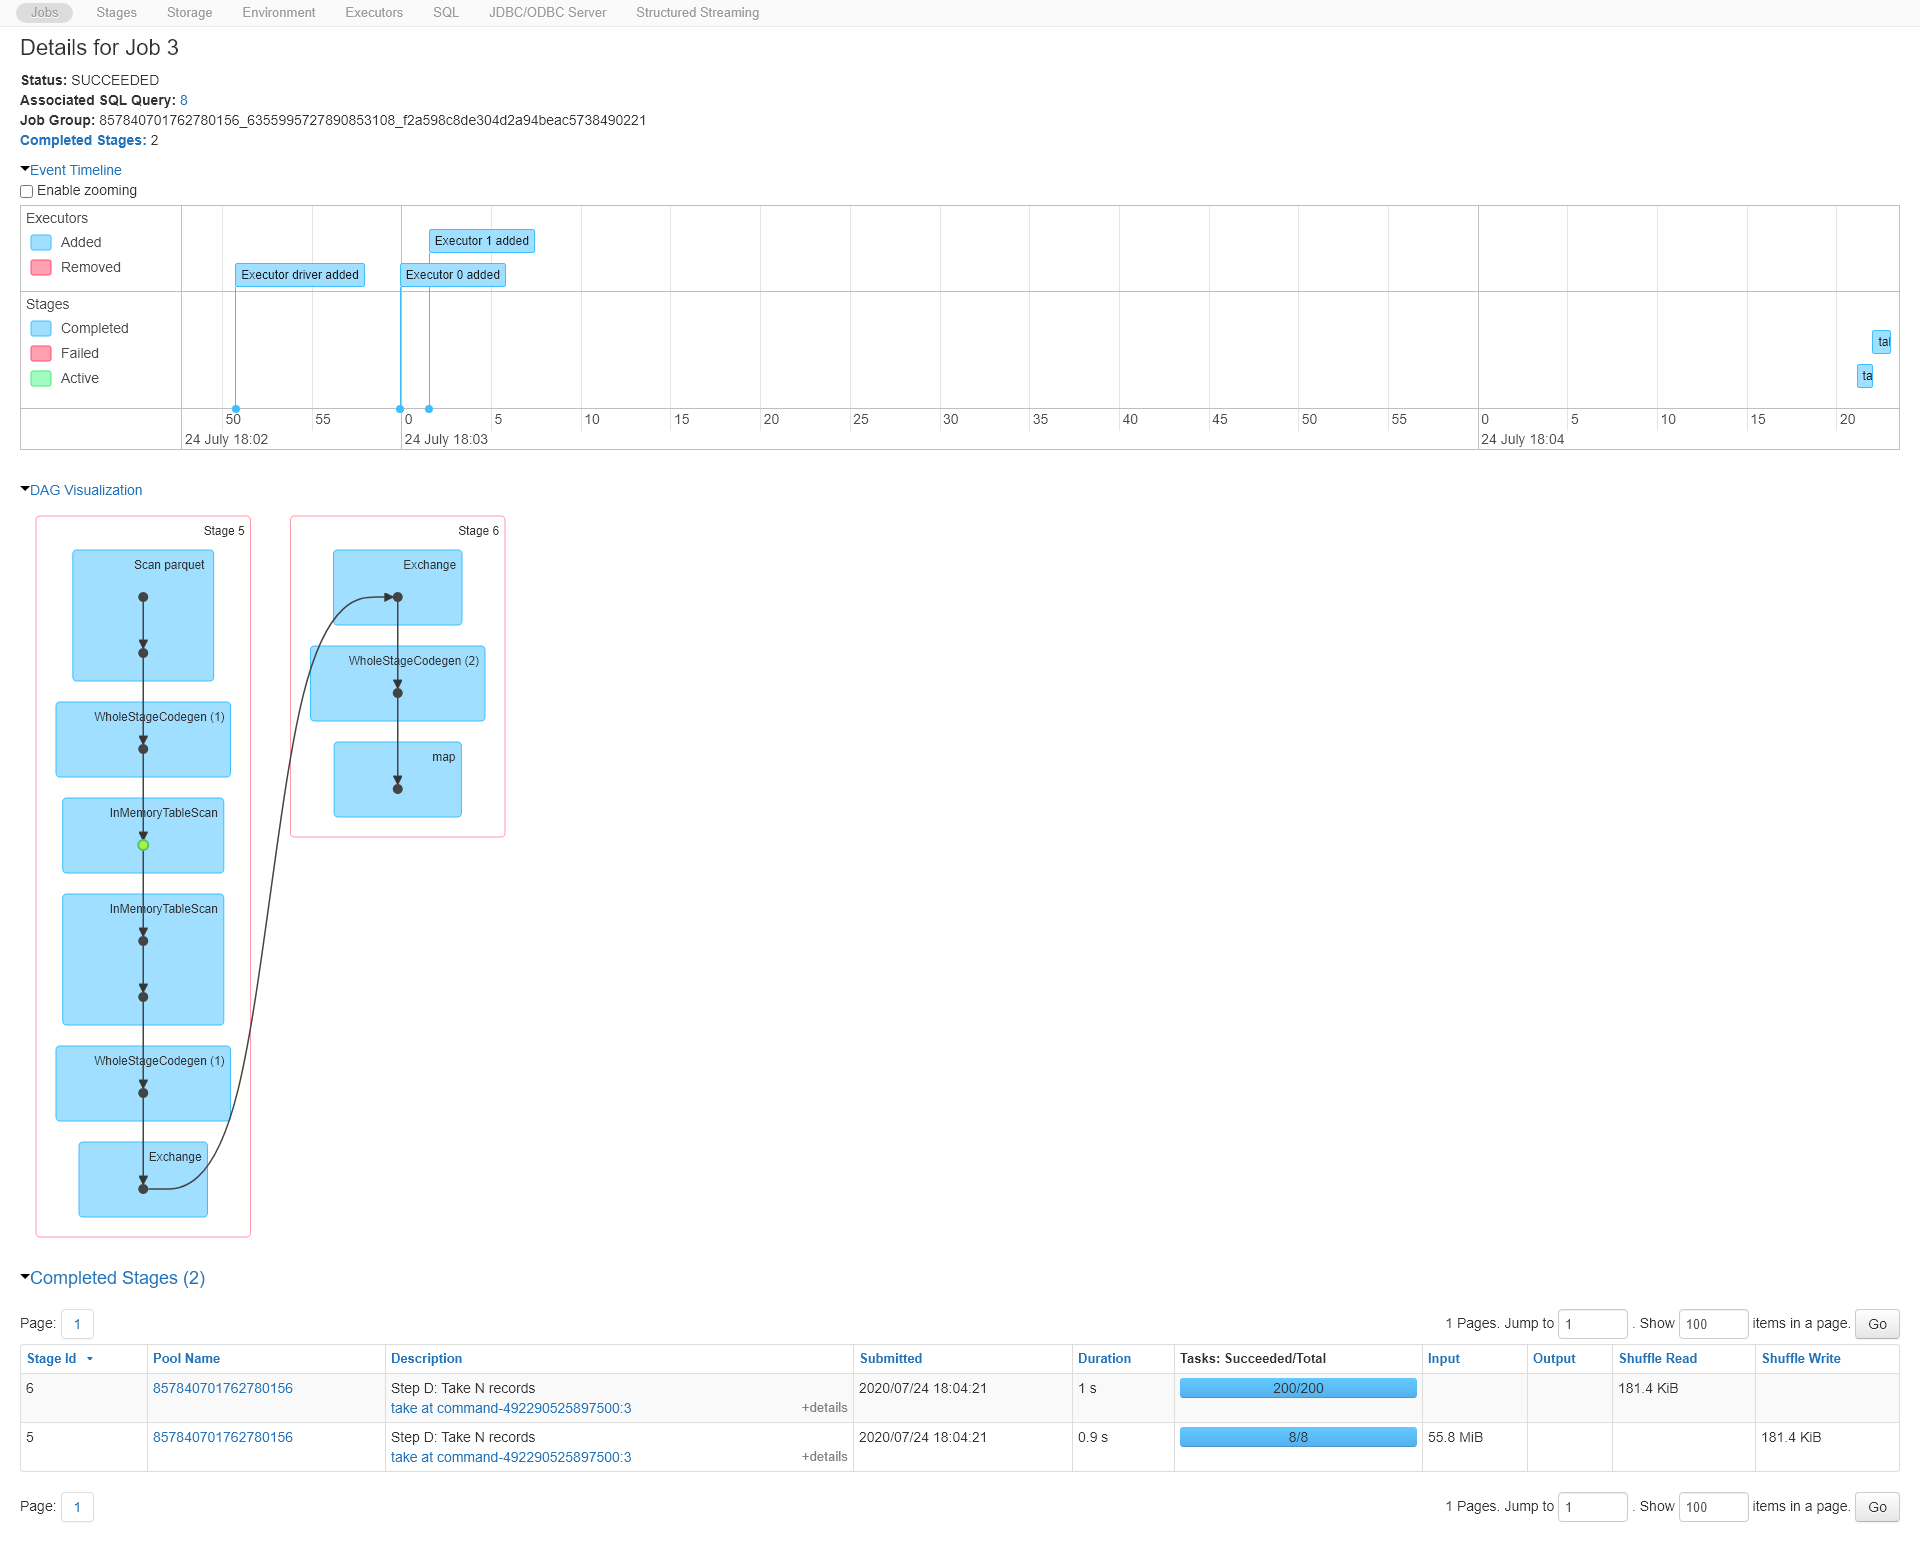 Jobs Stages Storage Environment Executors SQL JDBC/ODBC Server Structured Streaming
Details for Job 3
Status: SUCCEEDED
Associated SQL Query: 8
Job Group: 857840701762780156_6355995727890853108_f2a598c8de304d2a94beac5738490221
Completed Stages: 2
Event Timeline
Enable zooming
Executors
Added
Removed
Executor 1 added
Executor driver added
Executor 0 added
Stages
Completed
Failed
Active
tal
ta
50 55 0 5 10 15 20 25 30 35 40 45 50 55 0 5 10 15 20
24 July 18:02 24 July 18:03 24 July 18:04
DAG Visualization
Stage 5
Scan parquet
WholeStageCodegen (1)
InMemoryTableScan
InMemoryTableScan
WholeStageCodegen (1)
Exchange
Stage 6
Exchange
WholeStageCodegen (2)
map
Completed Stages (2)
Page: 1
1 Pages. Jump to 1 . Show 100 items in a page. Go
Stage Id Pool Name Description Submitted Duration Tasks: Succeeded/Total Input Output Shuffle Read Shuffle Write
6 857840701762780156 Step D: Take N records 2020/07/24 18:04:21 1 s 200/200 181.4 KiB
take at command-492290525897500:3 +details
5 857840701762780156 Step D: Take N records 2020/07/24 18:04:21 0.9 s 8/8 55.8 MiB 181.4 KiB
take at command-492290525897500:3 +details
Page: 1
1 Pages. Jump to 1 . Show 100 items in a page. Go